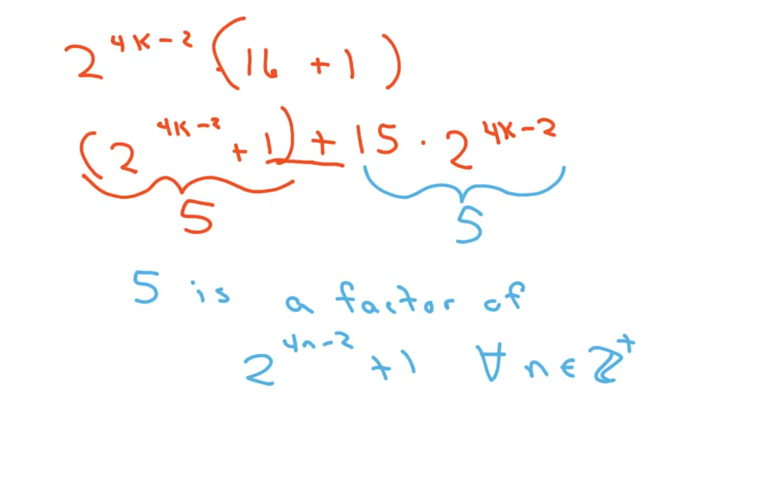 2^{4k-2} (16 + 1)
(2^{4k-2} + 1) + 15 · 2^{4k-2}
5 5
5 is a factor of
2^{4n-2} + 1 ∀ n ∈ ℤ^+